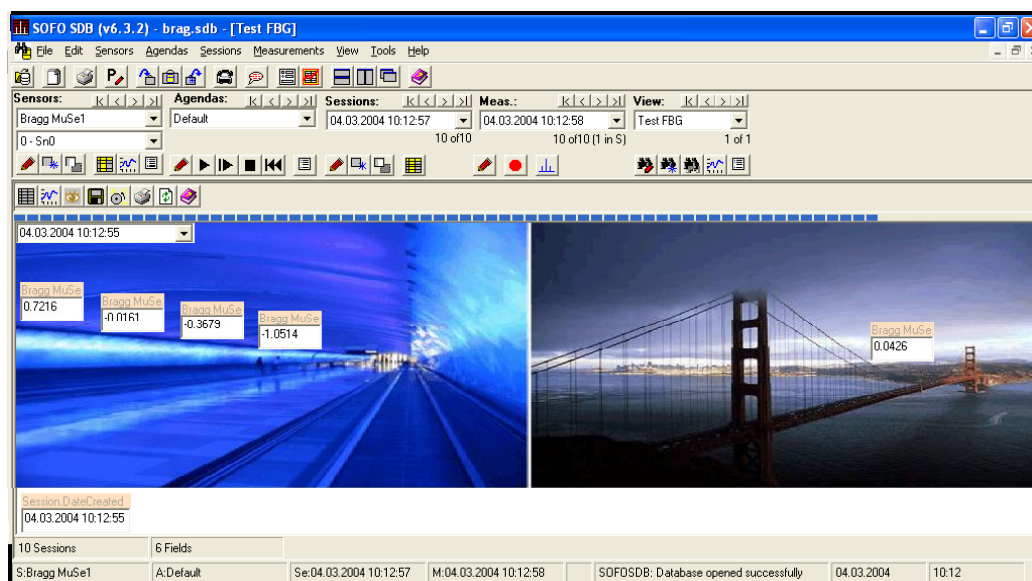 SOFO SDB (v6.3.2) - brag.sdb - [Test FBG]
File Edit Sensors Agendas Sessions Measurements View Tools Help
Sensors: Agendas: Sessions: Meas.: View:
Bragg MuSe1 Default 04.03.2004 10:12:57 04.03.2004 10:12:58 Test FBG
0 - Sn0 10 of10 10 of10 (1 in S) 1 of 1
04.03.2004 10:12:55
Bragg MuSe
0.7216
Bragg MuSe
-0.0161
Bragg MuSe
-0.3679
Bragg MuSe
-1.0514
Bragg MuSe
0.0426
Session.DateCreated
04.03.2004 10:12:55
10 Sessions 6 Fields
S:Bragg MuSe1 A:Default Se:04.03.2004 10:12:57 M:04.03.2004 10:12:58 SOFOSDB: Database opened successfully 04.03.2004 10:12